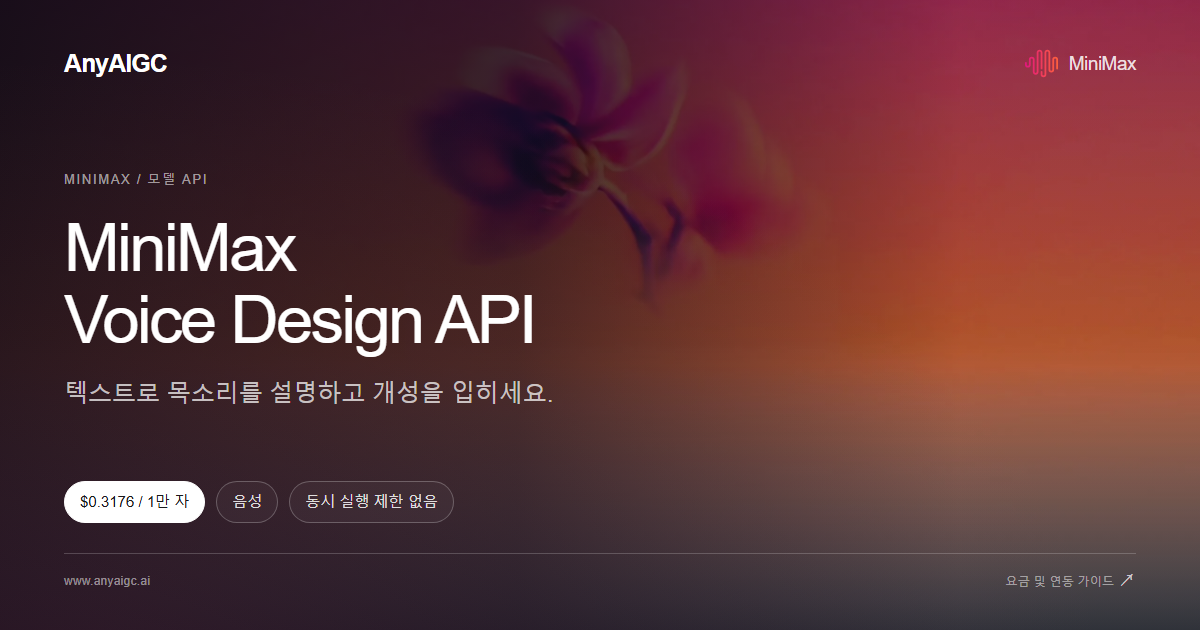 AnyAIGC
MiniMax
MINIMAX / 모델 API
MiniMax
Voice Design API
텍스트로 목소리를 설명하고 개성을 입히세요.
$0.3176 / 1만 자
음성
동시 실행 제한 없음
www.anyaigc.ai
요금 및 연동 가이드 ↗